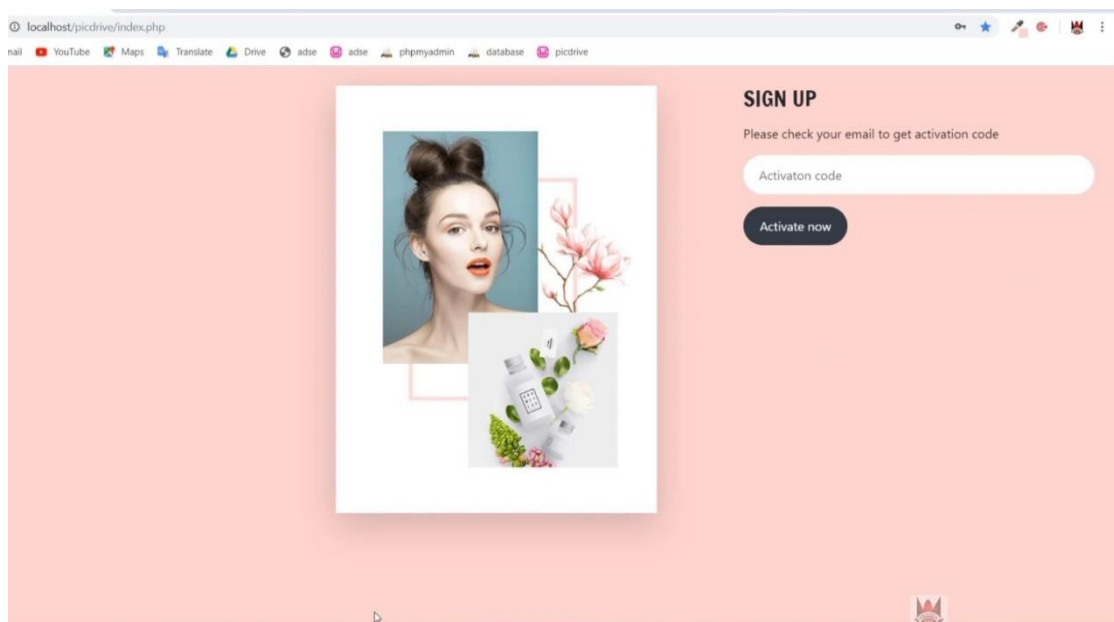 localhost/picdrive/index.php
nail YouTube Maps Translate Drive adse adse phpmyadmin database picdrive
SIGN UP
Please check your email to get activation code
Activaton code
Activate now